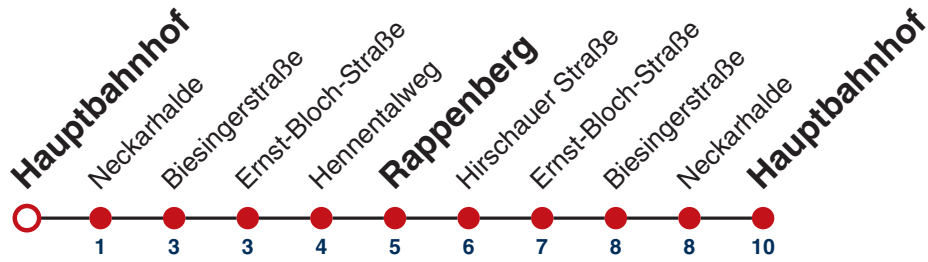 Hauptbahnhof
Neckarhalde
Biesingerstraße
Ernst-Bloch-Straße
Hennentalweg
Rappenberg
Hirschauer Straße
Ernst-Bloch-Straße
Biesingerstraße
Neckarhalde
Hauptbahnhof
1 3 3 4 5 6 7 8 8 10